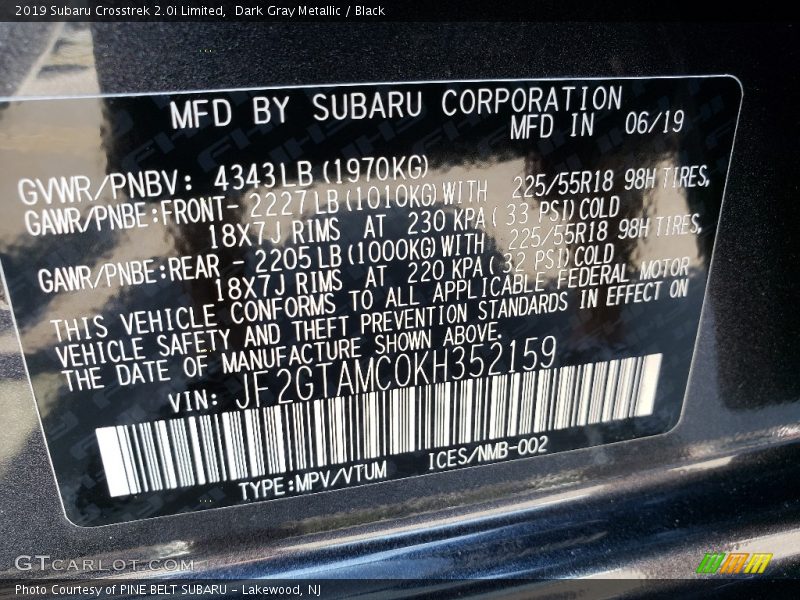 2019 Subaru Crosstrek 2.0i Limited, Dark Gray Metallic / Black
MFD BY SUBARU CORPORATION
MFD IN 06/19
GVWR/PNBV: 4343LB(1970KG)
GAWR/PNBE:FRONT- 2227LB(1010KG)WITH 225/55R18 98H TIRES,
18X7J RIMS AT 230 KPA( 33 PSI)COLD
GAWR/PNBE:REAR - 2205LB(1000KG)WITH 225/55R18 98H TIRES,
18X7J RIMS AT 220 KPA( 32 PSI)COLD
THIS VEHICLE CONFORMS TO ALL APPLICABLE FEDERAL MOTOR
VEHICLE SAFETY AND THEFT PREVENTION STANDARDS IN EFFECT ON
THE DATE OF MANUFACTURE SHOWN ABOVE.
VIN: JF2GTAMC0KH352159
TYPE:MPV/VTUM ICES/NMB-002
GTCARLOT.COM
Photo Courtesy of PINE BELT SUBARU - Lakewood, NJ